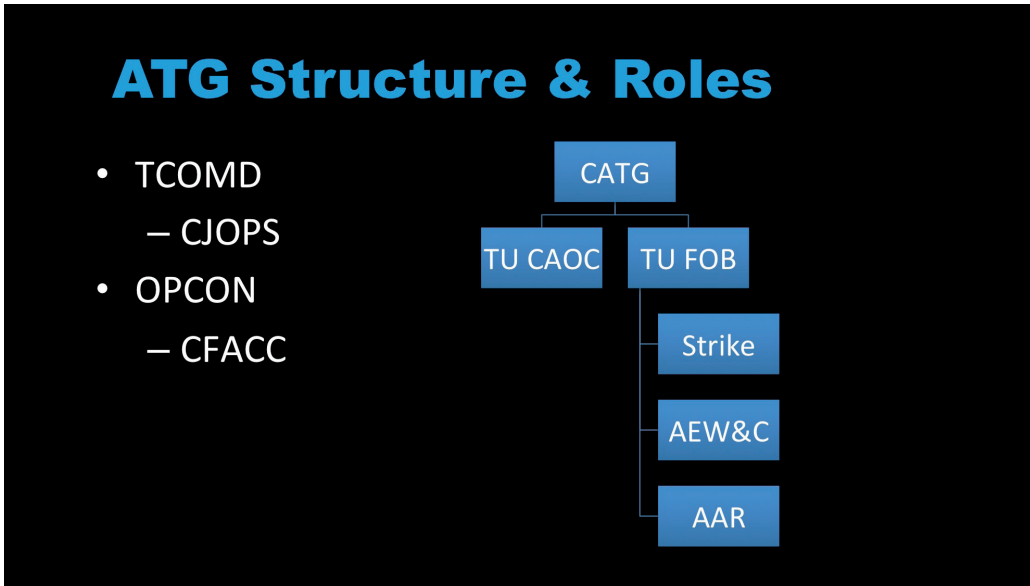 ATG Structure & Roles
• TCOMD
– CJOPS
• OPCON
– CFACC
CATG
TU CAOC
TU FOB
Strike
AEW&C
AAR